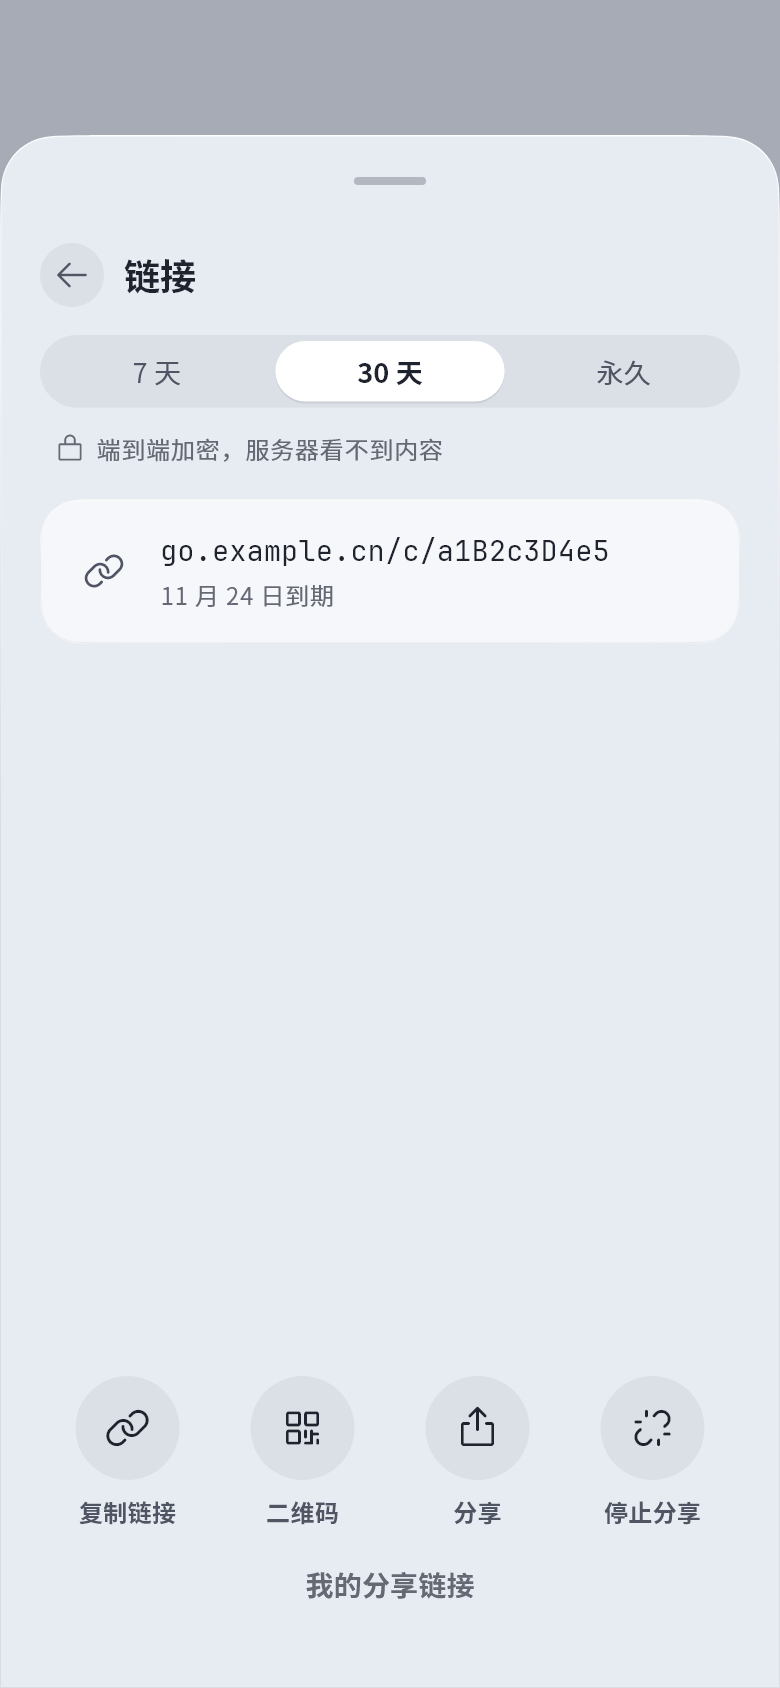 链接
7 天
30 天
永久
端到端加密，服务器看不到内容
go.example.cn/c/a1B2c3D4e5
11 月 24 日到期
复制链接
二维码
分享
停止分享
我的分享链接